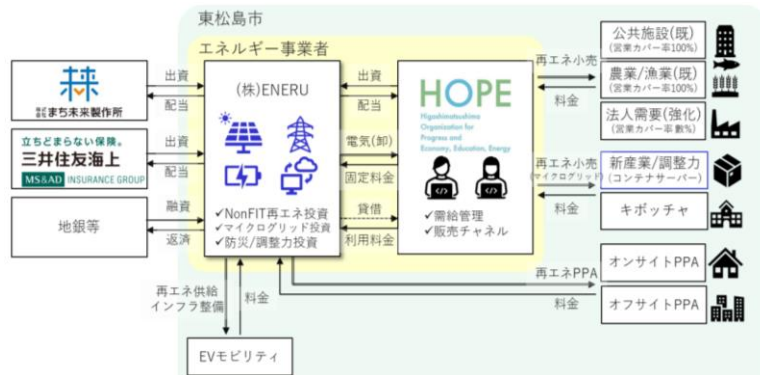 東松島市
エネルギー事業者
株式会社まち未来製作所
立ちどまらない保険。
三井住友海上
MS&AD INSURANCE GROUP
地銀等
出資
配当
出資
配当
融資
返済
(株)ENERU
✓NonFIT再エネ投資
✓マイクログリッド投資
✓防災/調整力投資
出資
配当
電気(卸)
固定料金
貸借
利用料金
HOPE
Higashimatsushima
Organization for
Progress and
Economy, Education, Energy
✓需給管理
✓販売チャネル
再エネ小売
料金
再エネ小売
(マイクログリッド)
料金
再エネPPA
料金
公共施設(既)
(営業カバー率100%)
農業/漁業(既)
(営業カバー率100%)
法人需要(強化)
(営業カバー率数%)
新産業/調整力
(コンテナサーバー)
キボッチャ
オンサイトPPA
オフサイトPPA
再エネ供給
インフラ整備
料金
EVモビリティ